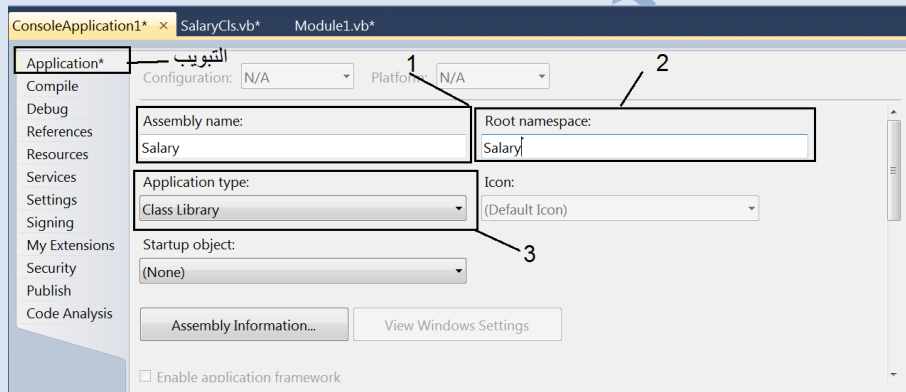 ConsoleApplication1* × SalaryCls.vb* Module1.vb*
Application*
التبويب
1
2
Configuration: N/A Platform: N/A
Compile
Debug
References
Resources
Services
Settings
Signing
My Extensions
Security
Publish
Code Analysis
Assembly name:
Salary
Root namespace:
Salary
Application type:
Class Library
3
Icon:
(Default Icon)
Startup object:
(None)
Assembly Information...
View Windows Settings
Enable application framework